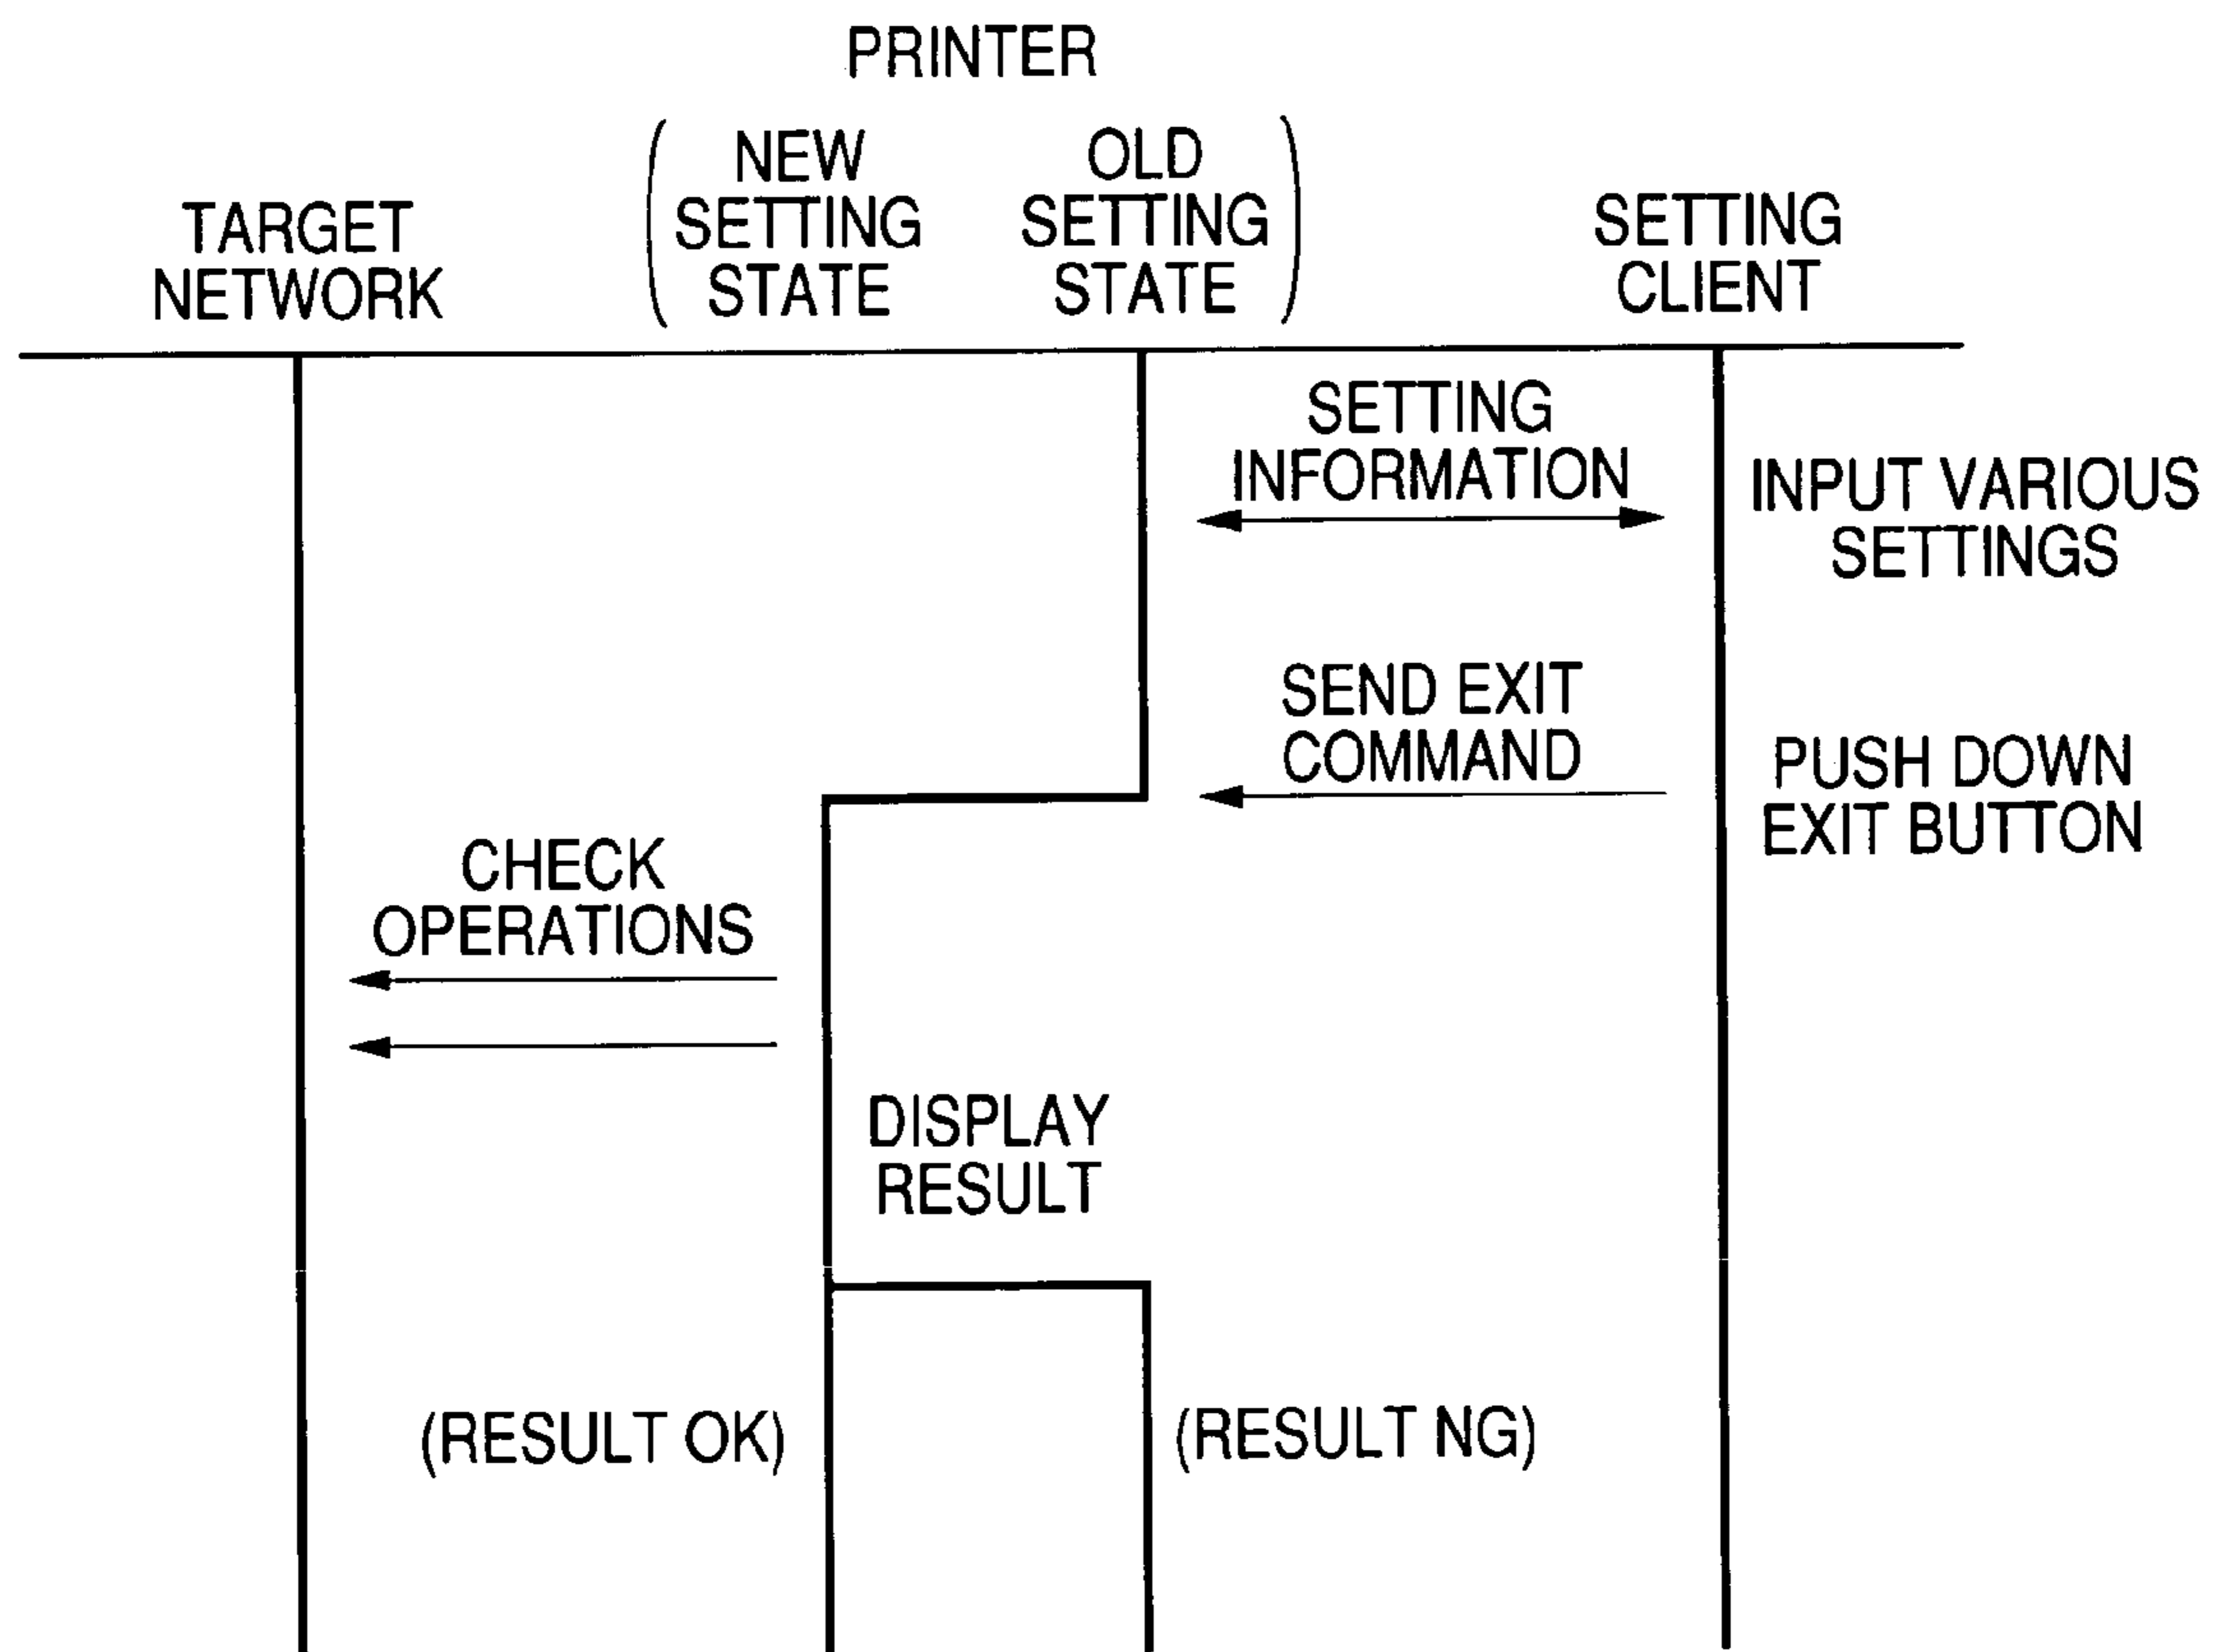 PRINTER
NEW
SETTING
STATE
OLD
SETTING
STATE
TARGET
NETWORK
SETTING
CLIENT
SETTING
INFORMATION
INPUT VARIOUS
SETTINGS
SEND EXIT
COMMAND
PUSH DOWN
EXIT BUTTON
CHECK
OPERATIONS
DISPLAY
RESULT
(RESULT OK)
(RESULT NG)